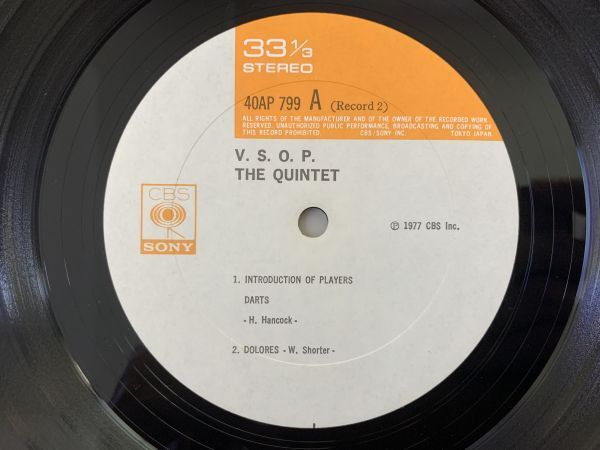 33 1/3
STEREO
40AP 799 A (Record 2)
ALL RIGHTS OF THE MANUFACTURER AND OF THE OWNER OF THE RECORDED WORK
RESERVED. UNAUTHORIZED PUBLIC PERFORMANCE, BROADCASTING AND COPYING OF
THIS RECORD PROHIBITED. CBS/SONY INC. TOKYO JAPAN
V. S. O. P.
THE QUINTET
CBS
SONY
℗ 1977 CBS Inc.
1. INTRODUCTION OF PLAYERS
DARTS
- H. Hancock -
2. DOLORES - W. Shorter -